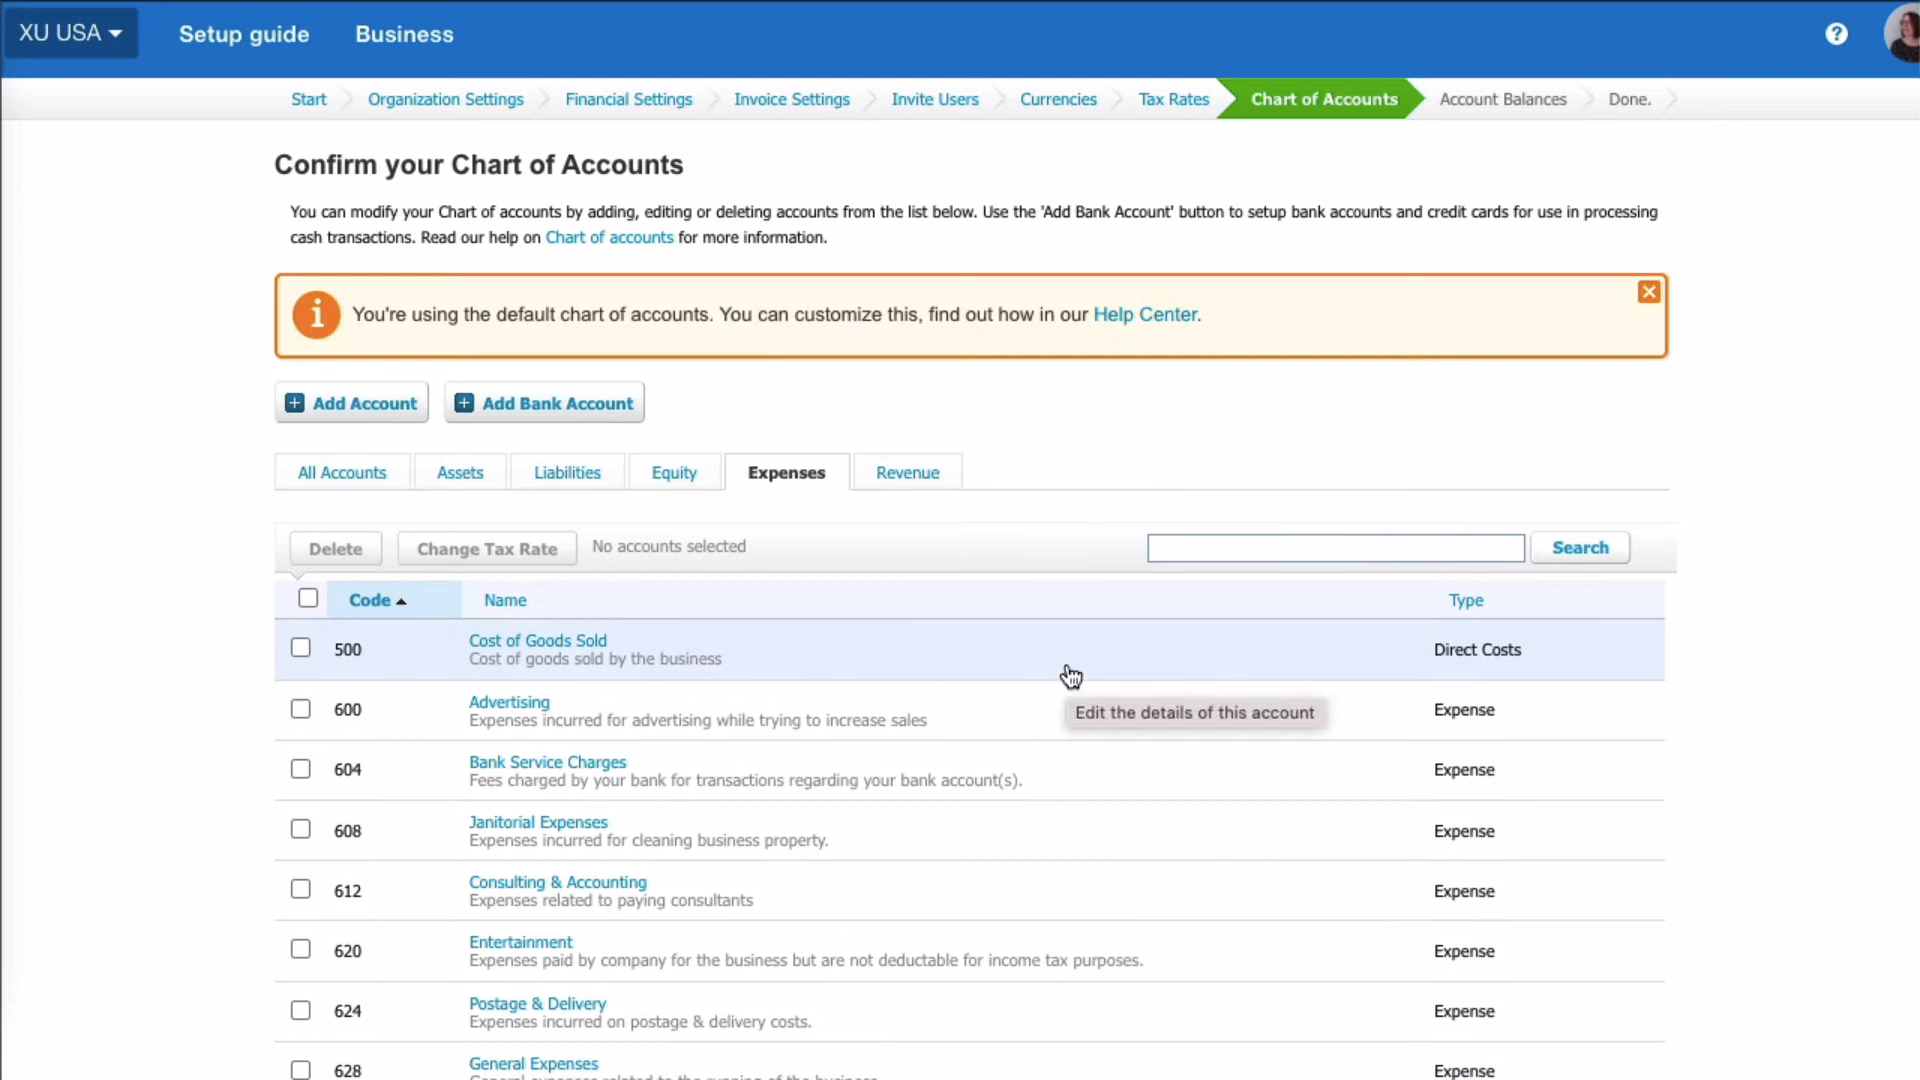 XU USA
Setup guide
Business
?
Start
Organization Settings
Financial Settings
Invoice Settings
Invite Users
Currencies
Tax Rates
Chart of Accounts
Account Balances
Done.
Confirm your Chart of Accounts
You can modify your Chart of accounts by adding, editing or deleting accounts from the list below. Use the 'Add Bank Account' button to setup bank accounts and credit cards for use in processing
cash transactions. Read our help on Chart of accounts for more information.
You're using the default chart of accounts. You can customize this, find out how in our Help Center.
Add Account
Add Bank Account
All Accounts
Assets
Liabilities
Equity
Expenses
Revenue
Delete
Change Tax Rate
No accounts selected
Search
Code
Name
Type
500
Cost of Goods Sold
Cost of goods sold by the business
Direct Costs
600
Advertising
Expenses incurred for advertising while trying to increase sales
Edit the details of this account
Expense
604
Bank Service Charges
Fees charged by your bank for transactions regarding your bank account(s).
Expense
608
Janitorial Expenses
Expenses incurred for cleaning business property.
Expense
612
Consulting & Accounting
Expenses related to paying consultants
Expense
620
Entertainment
Expenses paid by company for the business but are not deductable for income tax purposes.
Expense
624
Postage & Delivery
Expenses incurred on postage & delivery costs.
Expense
628
General Expenses
General expenses related to the running of the business
Expense